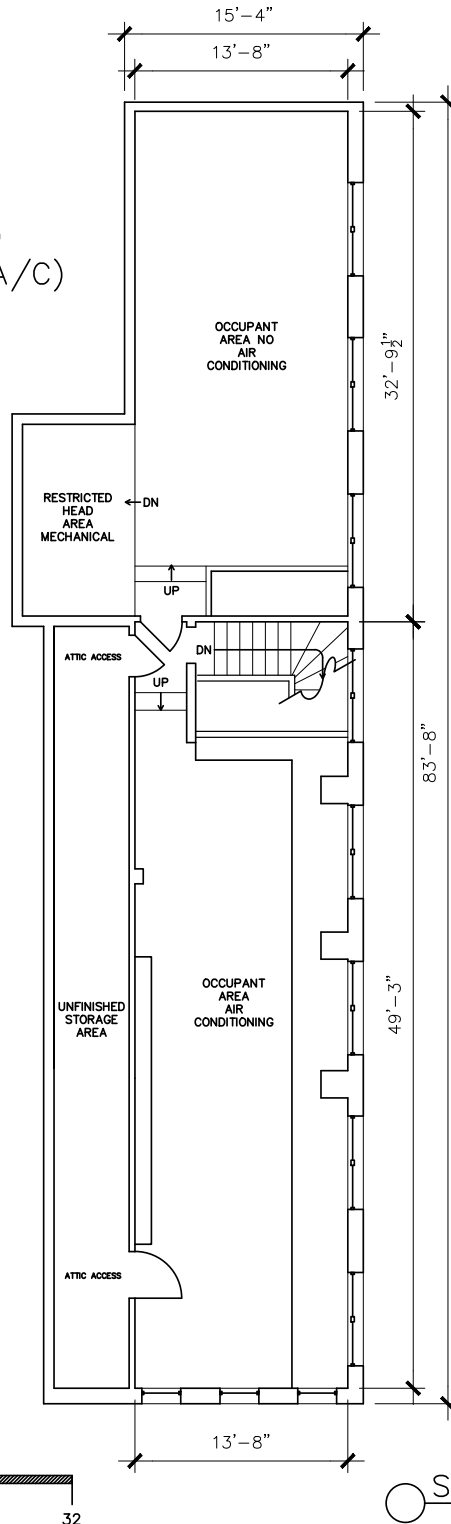 15'-4"
13'-8"
A/C)
OCCUPANT
AREA NO
AIR
CONDITIONING
32'-9½"
RESTRICTED
HEAD
AREA
MECHANICAL
DN
UP
ATTIC ACCESS
DN
UP
83'-8"
OCCUPANT
AREA
AIR
CONDITIONING
49'-3"
UNFINISHED
STORAGE
AREA
ATTIC ACCESS
13'-8"
32
S